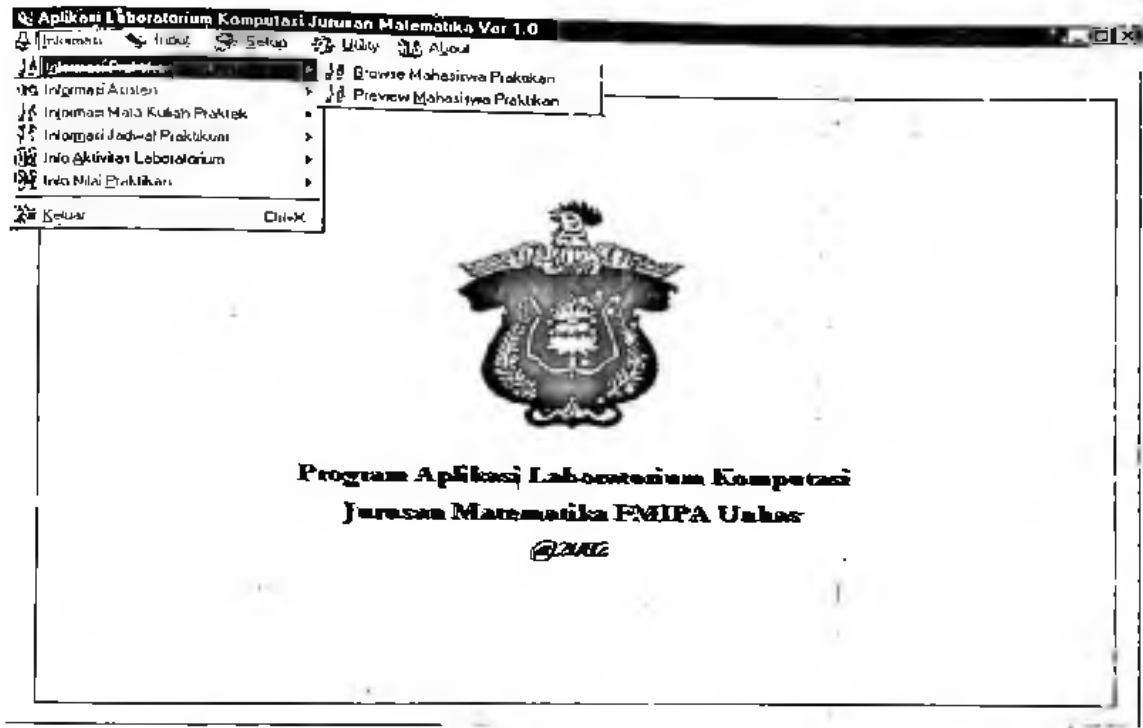 Aplikasi Laboratorium Komputasi Jurusan Matematika Ver 1.0
Informasi Input Setup Utility About
Informasi
Browse Mahasiswa Praktikan
Informasi Asisten
Preview Mahasiswa Praktikan
Informasi Mata Kuliah Praktek
Informasi Jadwal Praktikum
Info Aktivitas Laboratorium
Info Nilai Praktikan
Keluar Ctrl+X
Program Aplikasi Laboratorium Komputasi
Jurusan Matematika FMIPA Unhas
@2002